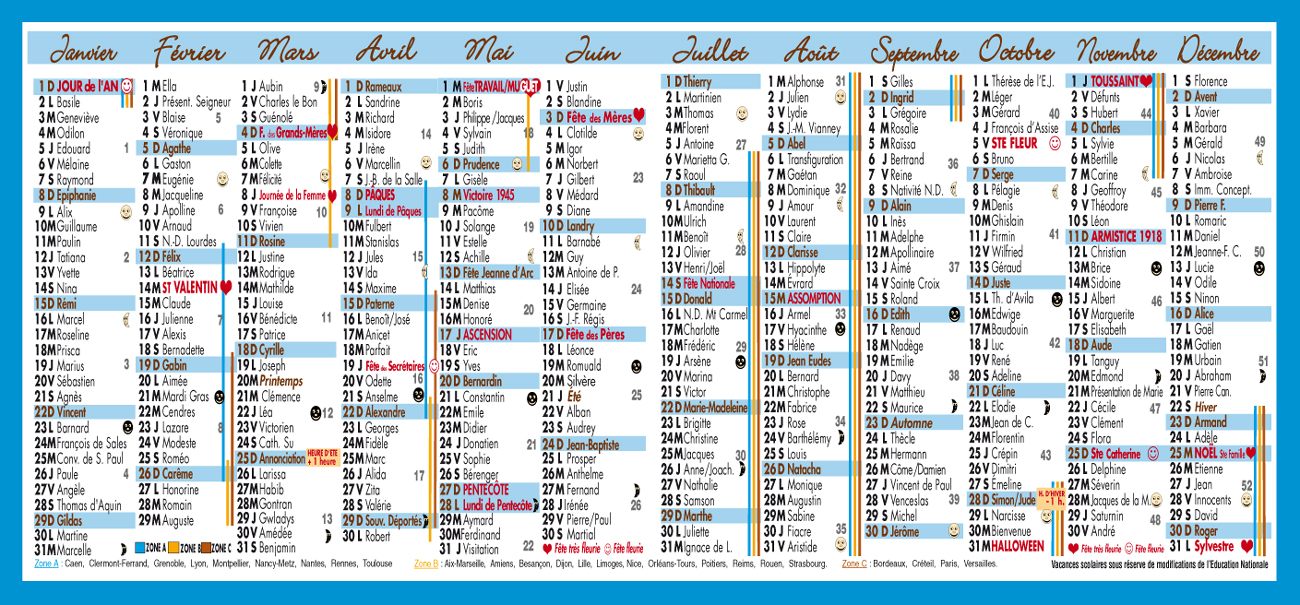 Janvier
1 D JOUR de l'AN
2 L Basile
3 M Geneviève
4 M Odilon
5 J Edouard 1
6 V Mélaine
7 S Raymond
8 D Epiphanie
9 L Alix
10 M Guillaume
11 M Paulin
12 J Tatiana 2
13 V Yvette
14 S Nina
15 D Rémi
16 L Marcel
17 M Roseline
18 M Prisca
19 J Marius 3
20 V Sébastien
21 S Agnès
22 D Vincent
23 L Barnard
24 M François de Sales
25 M Conv. de S. Paul
26 J Paule 4
27 V Angèle
28 S Thomas d'Aquin
29 D Gildas
30 L Martine
31 M Marcelle
Février
1 M Ella
2 J Présent. Seigneur
3 V Blaise 5
4 S Véronique
5 D Agathe
6 L Gaston
7 M Eugénie
8 M Jacqueline
9 J Apolline 6
10 V Arnaud
11 S N.-D. Lourdes
12 D Félix
13 L Béatrice
14 M ST VALENTIN
15 M Claude
16 J Julienne 7
17 V Alexis
18 S Bernadette
19 D Gabin
20 L Aimée
21 M Mardi Gras
22 M Cendres
23 J Lazare 8
24 V Modeste
25 S Roméo
26 D Carême
27 L Honorine
28 M Romain
29 M Auguste
ZONE A ZONE B ZONE C
Mars
1 J Aubin 9
2 V Charles le Bon
3 S Guénolé
4 D F. des Grands-Mères
5 L Olive
6 M Colette
7 M Félicité
8 J Journée de la Femme
9 V Françoise 10
10 S Vivien
11 D Rosine
12 L Justine
13 M Rodrigue
14 M Mathilde
15 J Louise
16 V Bénédicte 11
17 S Patrice
18 D Cyrille
19 L Joseph
20 M Printemps
21 M Clémence
22 J Léa 12
23 V Victorien
24 S Cath. Su
25 D Annonciation HEURE D'ETE + 1 heure
26 L Larissa
27 M Habib
28 M Gontran
29 J Gwladys 13
30 V Amédée
31 S Benjamin
Avril
1 D Rameaux
2 L Sandrine
3 M Richard
4 M Isidore 14
5 J Irène
6 V Marcellin
7 S J.-B. de la Salle
8 D PÂQUES
9 L Lundi de Pâques
10 M Fulbert
11 M Stanislas
12 J Jules 15
13 V Ida
14 S Maxime
15 D Paterne
16 L Benoît/José
17 M Anicet
18 M Parfait
19 J Fête des Secrétaires
20 V Odette 16
21 S Anselme
22 D Alexandre
23 L Georges
24 M Fidèle
25 M Marc
26 J Alida 17
27 V Zita
28 S Valérie
29 D Souv. Déportés
30 L Robert
Mai
1 M Fête TRAVAIL/MUGUET
2 M Boris
3 J Philippe /Jacques
4 V Sylvain 18
5 S Judith
6 D Prudence
7 L Gisèle
8 M Victoire 1945
9 M Pacôme
10 J Solange 19
11 V Estelle
12 S Achille
13 D Fête Jeanne d'Arc
14 L Matthias
15 M Denise
16 M Honoré 20
17 J ASCENSION
18 V Eric
19 S Yves
20 D Bernardin
21 L Constantin
22 M Emile
23 M Didier
24 J Donatien 21
25 V Sophie
26 S Bérenger
27 D PENTECÔTE
28 L Lundi de Pentecôte
29 M Aymard
30 M Ferdinand
31 J Visitation 22
Juin
1 V Justin
2 S Blandine
3 D Fête des Mères
4 L Clotilde
5 M Igor
6 M Norbert
7 J Gilbert 23
8 V Médard
9 S Diane
10 D Landry
11 L Barnabé
12 M Guy
13 M Antoine de P.
14 J Elisée 24
15 V Germaine
16 S J.-F. Régis
17 D Fête des Pères
18 L Léonce
19 M Romuald
20 M Silvère
21 J Été 25
22 V Alban
23 S Audrey
24 D Jean-Baptiste
25 L Prosper
26 M Anthelme
27 M Fernand
28 J Irénée 26
29 V Pierre/Paul
30 S Martial
Fête très fleurie Fête fleurie
Juillet
1 D Thierry
2 L Martinien
3 M Thomas
4 M Florent
5 J Antoine 27
6 V Marietta G.
7 S Raoul
8 D Thibault
9 L Amandine
10 M Ulrich
11 M Benoît
12 J Olivier 28
13 V Henri/Joël
14 S Fête Nationale
15 D Donald
16 L N.D. Mt Carmel
17 M Charlotte
18 M Frédéric 29
19 J Arsène
20 V Marina
21 S Victor
22 D Marie-Madeleine
23 L Brigitte
24 M Christine
25 M Jacques 30
26 J Anne/Joach.
27 V Nathalie
28 S Samson
29 D Marthe
30 L Juliette
31 M Ignace de L.
Août
1 M Alphonse 31
2 J Julien
3 V Lydie
4 S J.-M. Vianney
5 D Abel
6 L Transfiguration
7 M Gaétan
8 M Dominique 32
9 J Amour
10 V Laurent
11 S Claire
12 D Clarisse
13 L Hippolyte
14 M Évrard
15 M ASSOMPTION
16 J Armel 33
17 V Hyacinthe
18 S Hélène
19 D Jean Eudes
20 L Bernard
21 M Christophe
22 M Fabrice
23 J Rose 34
24 V Barthélémy
25 S Louis
26 D Natacha
27 L Monique
28 M Augustin
29 M Sabine
30 J Fiacre 35
31 V Aristide
Septembre
1 S Gilles
2 D Ingrid
3 L Grégoire
4 M Rosalie
5 M Raïssa
6 J Bertrand 36
7 V Reine
8 S Nativité N.D.
9 D Alain
10 L Inès
11 M Adelphe
12 M Apollinaire
13 J Aimé 37
14 V Sainte Croix
15 S Roland
16 D Edith
17 L Renaud
18 M Nadège
19 M Emilie
20 J Davy 38
21 V Matthieu
22 S Maurice
23 D Automne
24 L Thècle
25 M Hermann
26 M Côme/Damien
27 J Vincent de Paul
28 V Venceslas 39
29 S Michel
30 D Jérôme
Octobre
1 L Thérèse de l'E.J.
2 M Léger
3 M Gérard 40
4 J François d'Assise
5 V STE FLEUR
6 S Bruno
7 D Serge
8 L Pélagie
9 M Denis
10 M Ghislain
11 J Firmin 41
12 V Wilfried
13 S Géraud
14 D Juste
15 L Th. d'Avila
16 M Edwige
17 M Baudouin
18 J Luc 42
19 V René
20 S Adeline
21 D Céline
22 L Elodie
23 M Jean de C.
24 M Florentin
25 J Crépin 43
26 V Dimitri
27 S Emeline
28 D Simon/Jude H. D'HIVER - 1 h.
29 L Narcisse
30 M Bienvenue
31 M HALLOWEEN
Novembre
1 J TOUSSAINT
2 V Défunts
3 S Hubert 44
4 D Charles
5 L Sylvie
6 M Bertille
7 M Carine
8 J Geoffroy 45
9 V Théodore
10 S Léon
11 D ARMISTICE 1918
12 L Christian
13 M Brice
14 M Sidoine
15 J Albert 46
16 V Marguerite
17 S Elisabeth
18 D Aude
19 L Tanguy
20 M Edmond
21 M Présentation de Marie
22 J Cécile 47
23 V Clément
24 S Flora
25 D Ste Catherine
26 L Delphine
27 M Séverin
28 M Jacques de la M.
29 J Saturnin 48
30 V André
Fête très fleurie Fête fleurie
Décembre
1 S Florence
2 D Avent
3 L Xavier
4 M Barbara
5 M Gérald 49
6 J Nicolas
7 V Ambroise
8 S Imm. Concept.
9 D Pierre F.
10 L Romaric
11 M Daniel
12 M Jeanne-F. C. 50
13 J Lucie
14 V Odile
15 S Ninon
16 D Alice
17 L Gaël
18 M Gatien
19 M Urbain 51
20 J Abraham
21 V Pierre Can.
22 S Hiver
23 D Armand
24 L Adèle
25 M NOËL Ste Famille
26 M Etienne
27 J Jean 52
28 V Innocents
29 S David
30 D Roger
31 L Sylvestre
Zone A : Caen, Clermont-Ferrand, Grenoble, Lyon, Montpellier, Nancy-Metz, Nantes, Rennes, Toulouse Zone B : Aix-Marseille, Amiens, Besançon, Dijon, Lille, Limoges, Nice, Orléans-Tours, Poitiers, Reims, Rouen, Strasbourg. Zone C : Bordeaux, Créteil, Paris, Versailles. Vacances scolaires sous réserve de modifications de l'Education Nationale